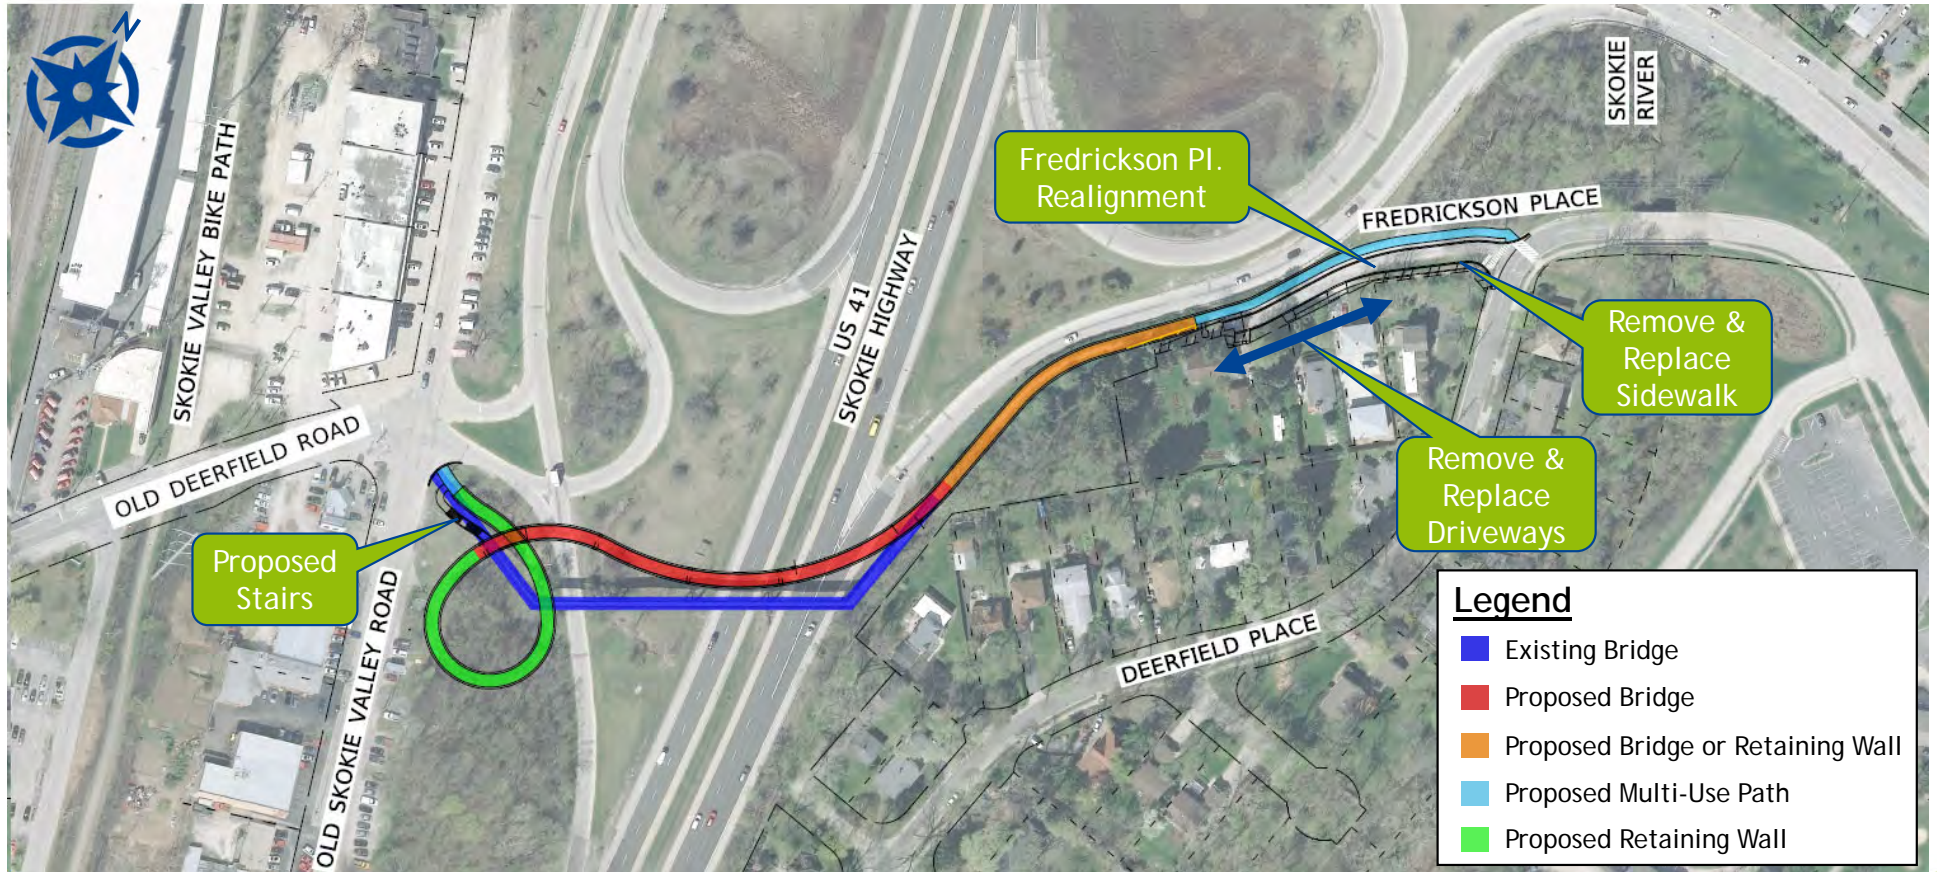 N
SKOKIE VALLEY BIKE PATH
OLD DEERFIELD ROAD
Proposed
Stairs
OLD SKOKIE VALLEY ROAD
US 41
SKOKIE HIGHWAY
Fredrickson Pl.
Realignment
FREDRICKSON PLACE
SKOKIE
RIVER
Remove &
Replace
Sidewalk
Remove &
Replace
Driveways
DEERFIELD PLACE
Legend
Existing Bridge
Proposed Bridge
Proposed Bridge or Retaining Wall
Proposed Multi-Use Path
Proposed Retaining Wall